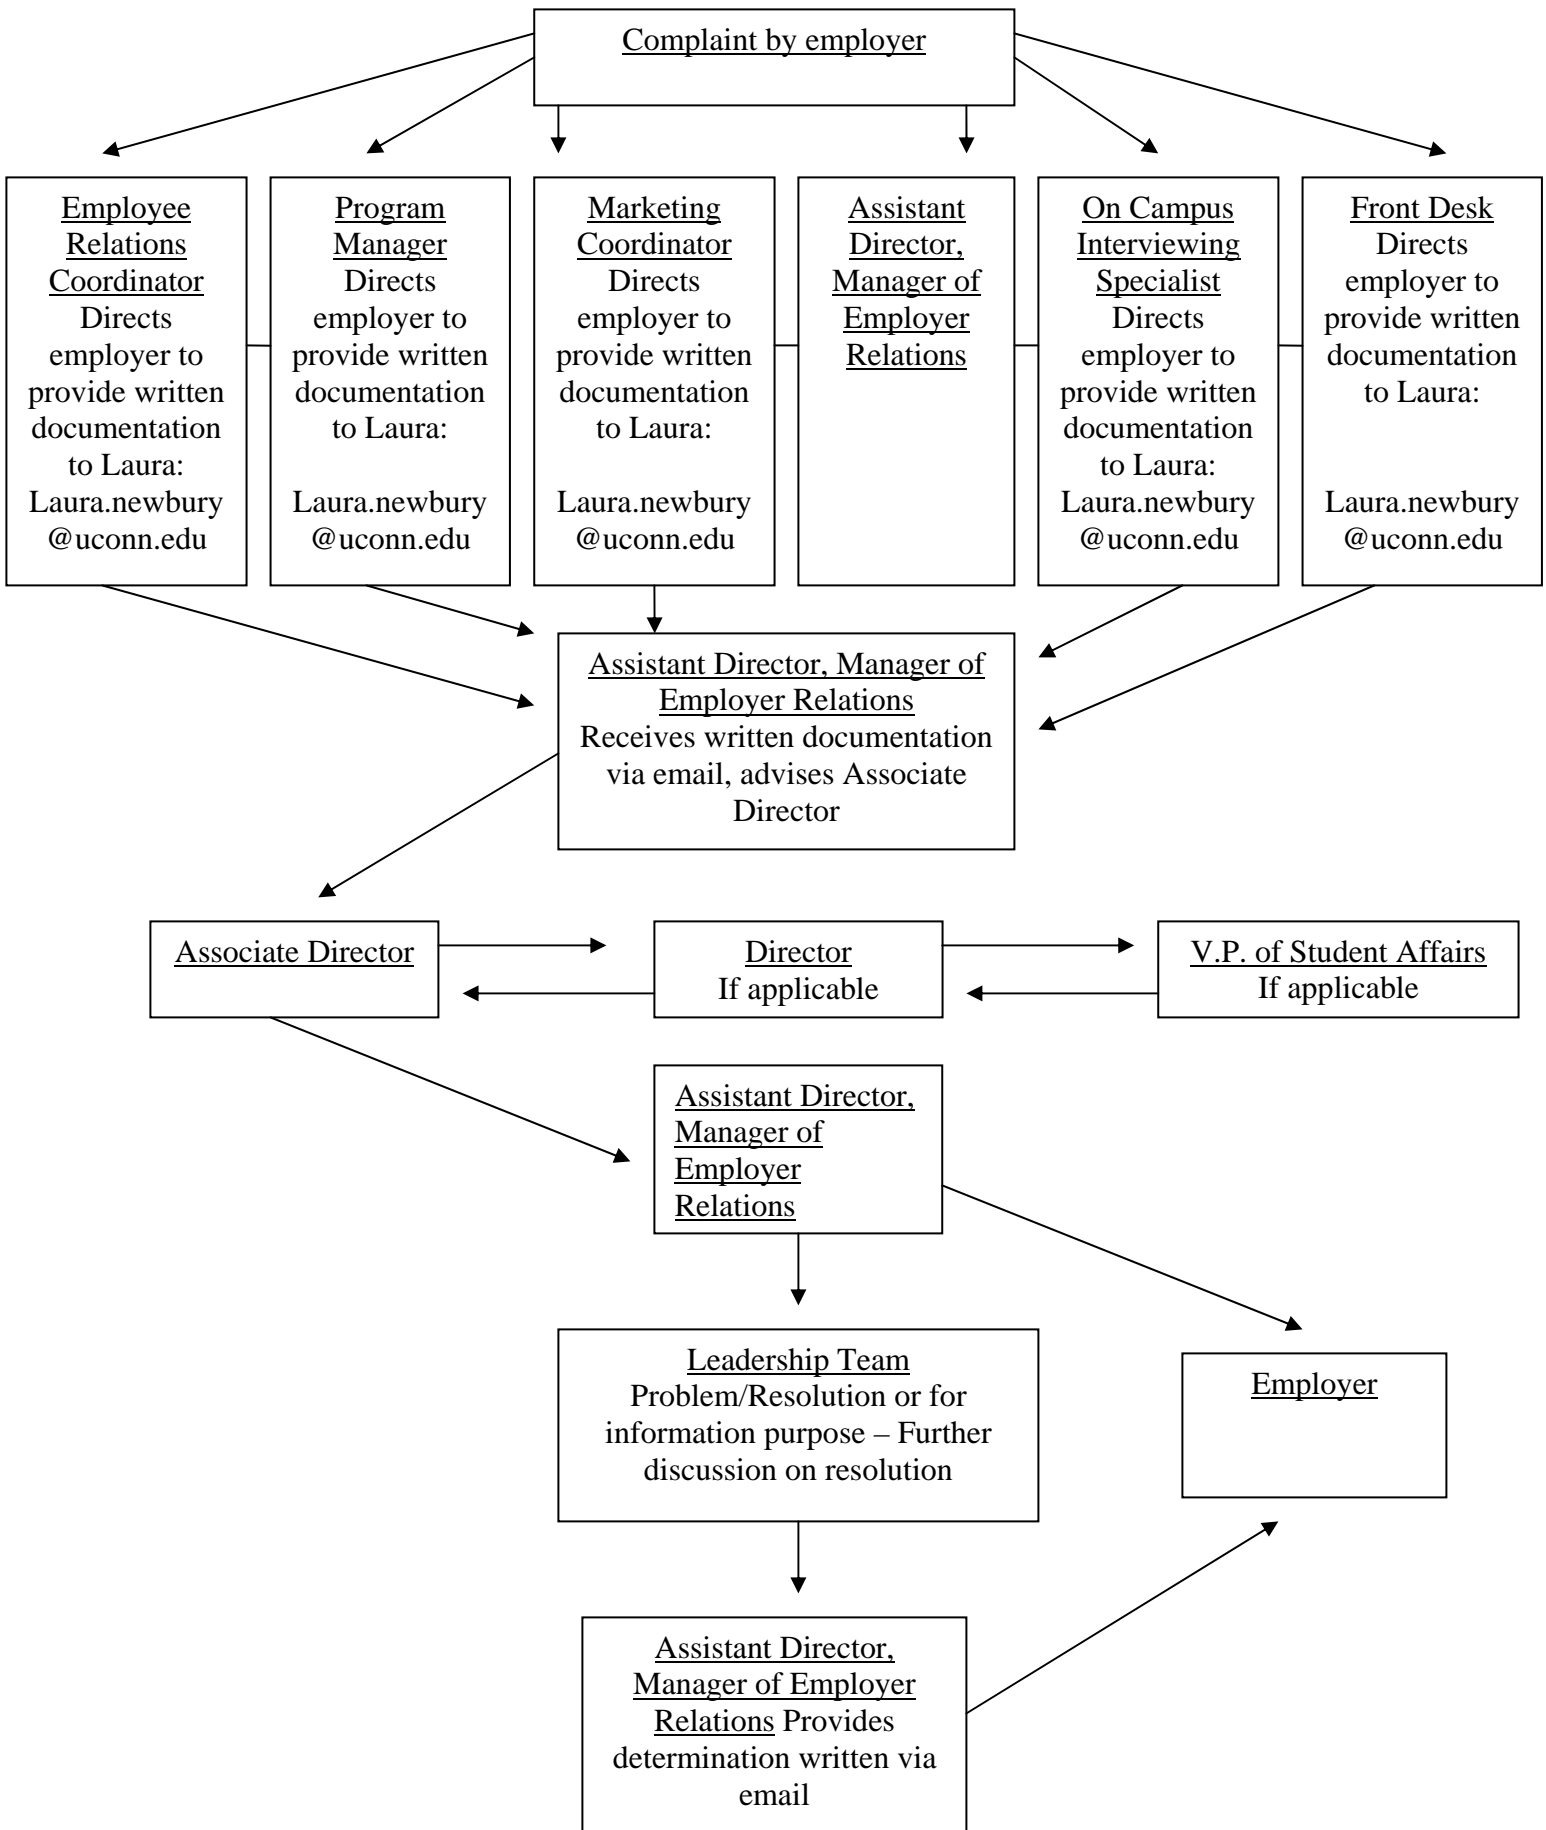 Complaint by employer
Employee
Relations
Coordinator
Directs
employer to
provide written
documentation
to Laura:
Laura.newbury
@uconn.edu
Program
Manager
Directs
employer to
provide written
documentation
to Laura:
Laura.newbury
@uconn.edu
Marketing
Coordinator
Directs
employer to
provide written
documentation
to Laura:
Laura.newbury
@uconn.edu
Assistant
Director,
Manager of
Employer
Relations
On Campus
Interviewing
Specialist
Directs
employer to
provide written
documentation
to Laura:
Laura.newbury
@uconn.edu
Front Desk
Directs
employer to
provide written
documentation
to Laura:
Laura.newbury
@uconn.edu
Assistant Director, Manager of
Employer Relations
Receives written documentation
via email, advises Associate
Director
Associate Director
Director
If applicable
V.P. of Student Affairs
If applicable
Assistant Director,
Manager of
Employer
Relations
Leadership Team
Problem/Resolution or for
information purpose – Further
discussion on resolution
Employer
Assistant Director,
Manager of Employer
Relations Provides
determination written via
email